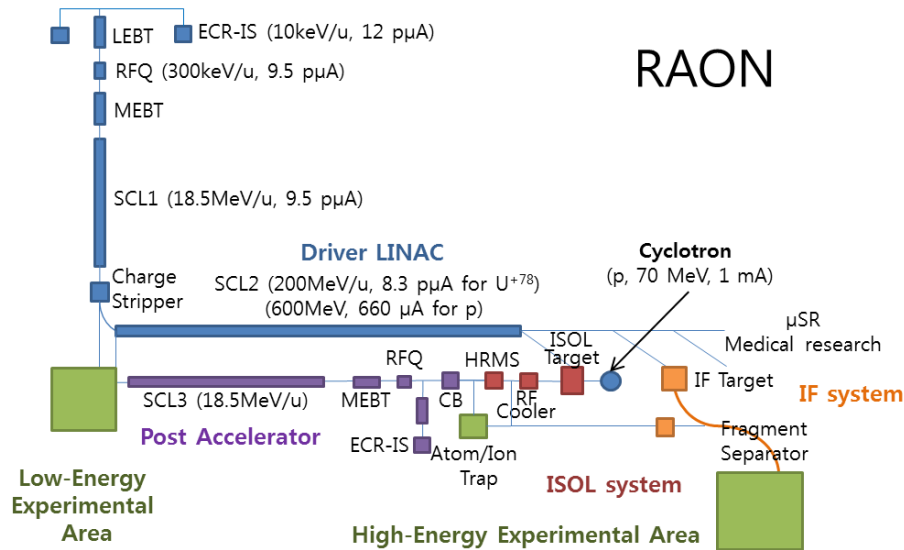 LEBT
ECR-IS (10keV/u, 12 pμA)
RAON
RFQ (300keV/u, 9.5 pμA)
MEBT
SCL1 (18.5MeV/u, 9.5 pμA)
Driver LINAC
Cyclotron
(p, 70 MeV, 1 mA)
Charge
Stripper
SCL2 (200MeV/u, 8.3 pμA for U+78)
(600MeV, 660 μA for p)
μSR
Medical research
ISOL
Target
RFQ
HRMS
IF Target
IF system
SCL3 (18.5MeV/u)
MEBT
CB
RF
Cooler
Post Accelerator
ECR-IS
Atom/Ion
Trap
Fragment
Separator
ISOL system
Low-Energy
Experimental
Area
High-Energy Experimental Area